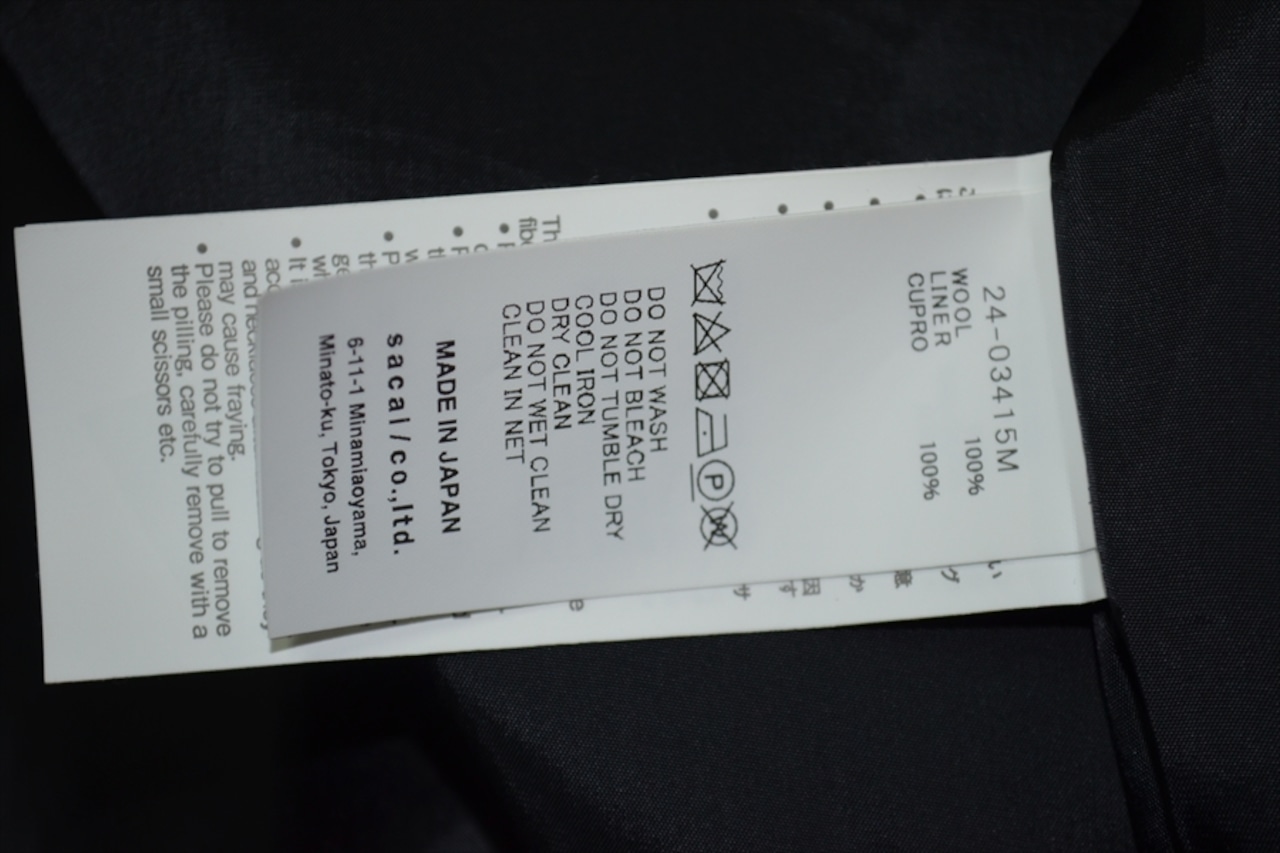 24-03415M
WOOL 100%
LINER
CUPRO 100%
P
W
DO NOT WASH
DO NOT BLEACH
DO NOT TUMBLE DRY
COOL IRON
DRY CLEAN
DO NOT WET CLEAN
CLEAN IN NET
MADE IN JAPAN
sacai/co.,ltd.
6-11-1 Minamiaoyama,
Minato-ku, Tokyo, Japan
may cause fraying.
• Please do not try to pull to remove
the pilling, carefully remove with a
small scissors etc.